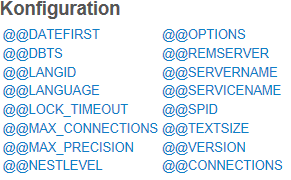 Konfiguration
@@DATEFIRST @@OPTIONS
@@DBTS @@REMSERVER
@@LANGID @@SERVERNAME
@@LANGUAGE @@SERVICENAME
@@LOCK_TIMEOUT @@SPID
@@MAX_CONNECTIONS @@TEXTSIZE
@@MAX_PRECISION @@VERSION
@@NESTLEVEL @@CONNECTIONS